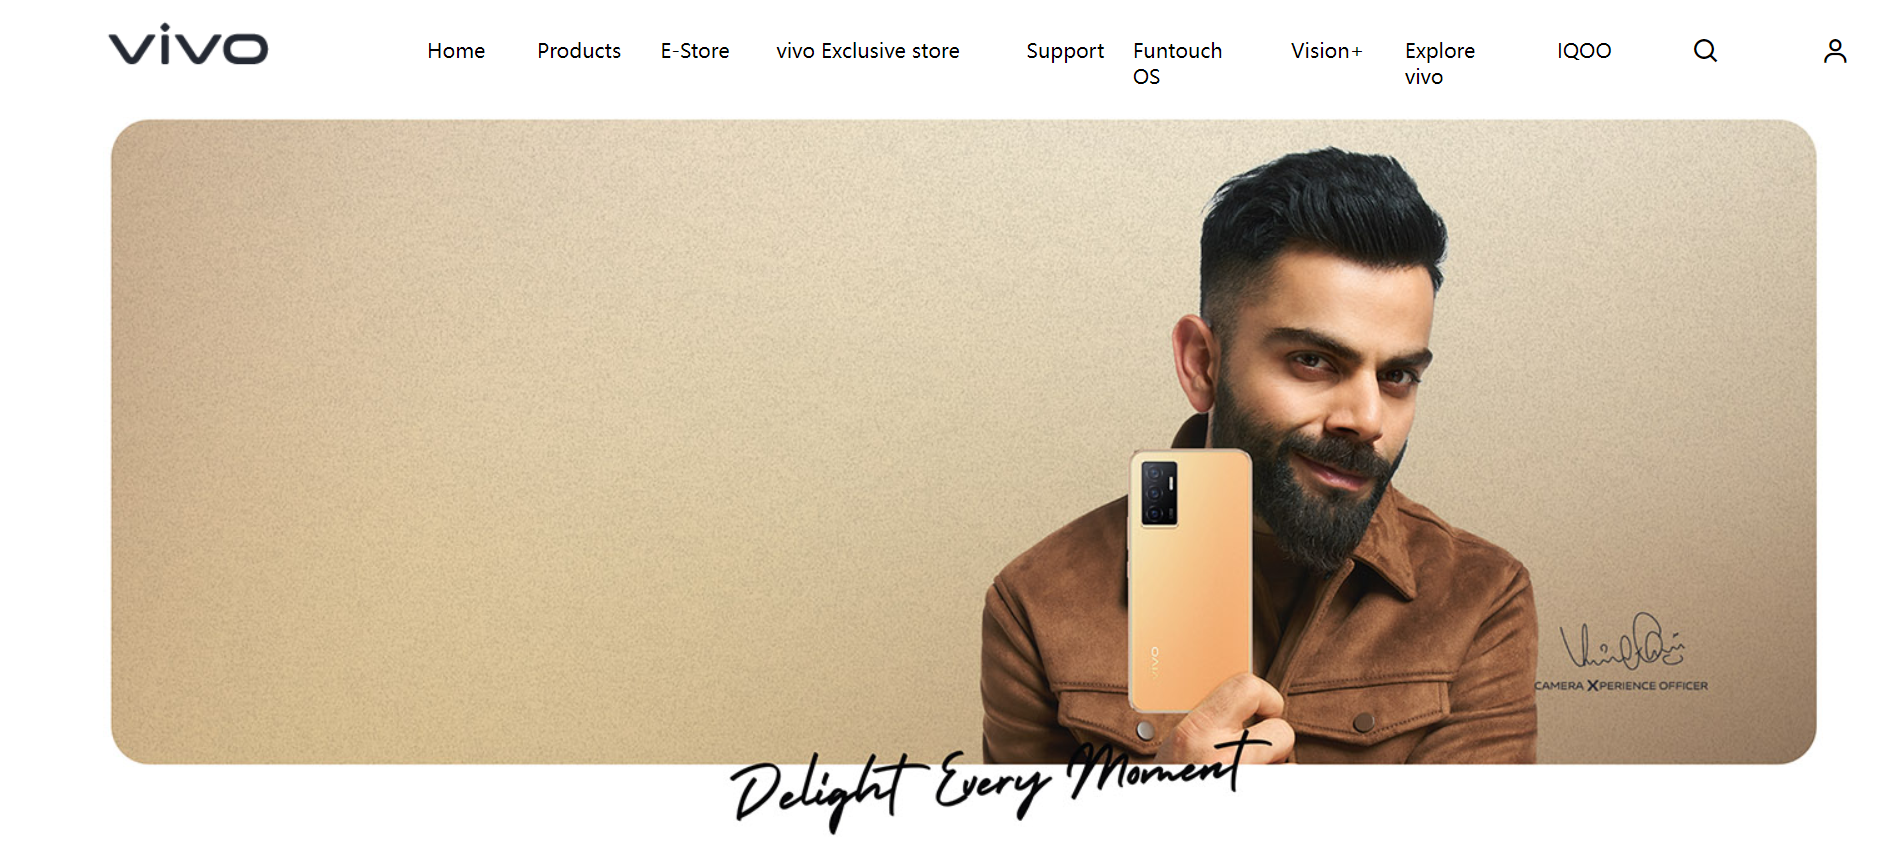 vivo
Home Products E-Store vivo Exclusive store Support Funtouch OS Vision+ Explore vivo IQOO
vivo
CAMERA XPERIENCE OFFICER
Delight Every Moment